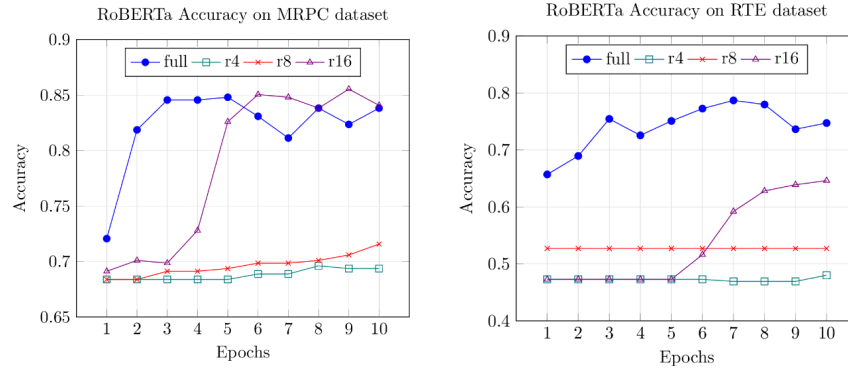 RoBERTa Accuracy on MRPC dataset
0.9
full r4 r8 r16
0.85
0.8
Accuracy
0.75
0.7
0.65
1 2 3 4 5 6 7 8 9 10
Epochs
RoBERTa Accuracy on RTE dataset
0.9
full r4 r8 r16
0.8
0.7
Accuracy
0.6
0.5
0.4
1 2 3 4 5 6 7 8 9 10
Epochs